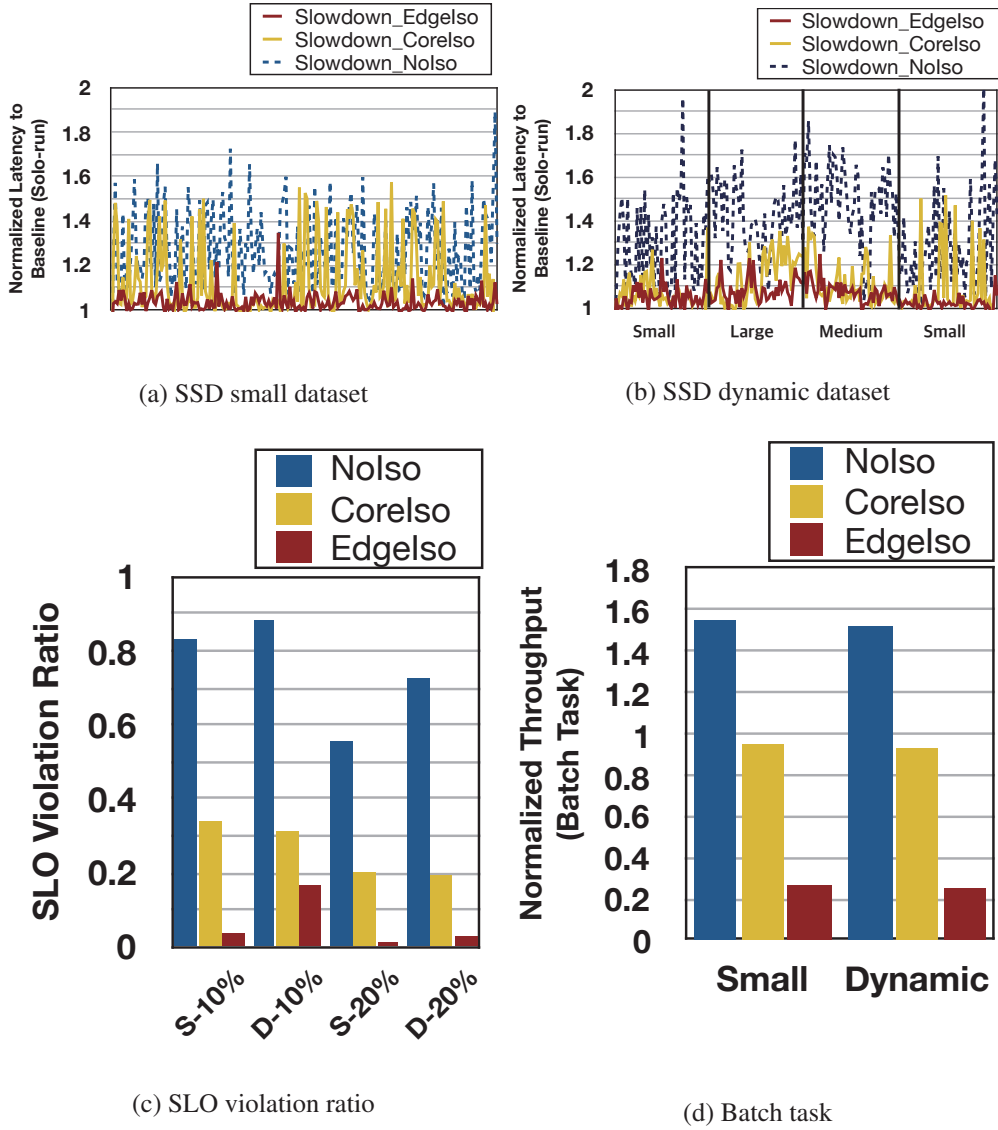 Slowdown_EdgeIso
Slowdown_CoreIso
Slowdown_NoIso
Normalized Latency to
Baseline (Solo-run)
2
1.8
1.6
1.4
1.2
1
(a) SSD small dataset
Slowdown_EdgeIso
Slowdown_CoreIso
Slowdown_NoIso
Normalized Latency to
Baseline (Solo-run)
2
1.8
1.6
1.4
1.2
1
Small Large Medium Small
(b) SSD dynamic dataset
NoIso
CoreIso
EdgeIso
SLO Violation Ratio
1
0.8
0.6
0.4
0.2
0
S-10% D-10% S-20% D-20%
(c) SLO violation ratio
NoIso
CoreIso
EdgeIso
Normalized Throughput
(Batch Task)
1.8
1.6
1.4
1.2
1
0.8
0.6
0.4
0.2
0
Small Dynamic
(d) Batch task